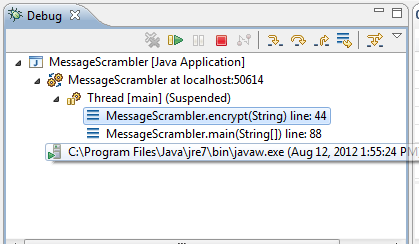 Debug
MessageScrambler [Java Application]
MessageScrambler at localhost:50614
Thread [main] (Suspended)
MessageScrambler.encrypt(String) line: 44
MessageScrambler.main(String[]) line: 88
C:\Program Files\Java\jre7\bin\javaw.exe (Aug 12, 2012 1:55:24 PM)